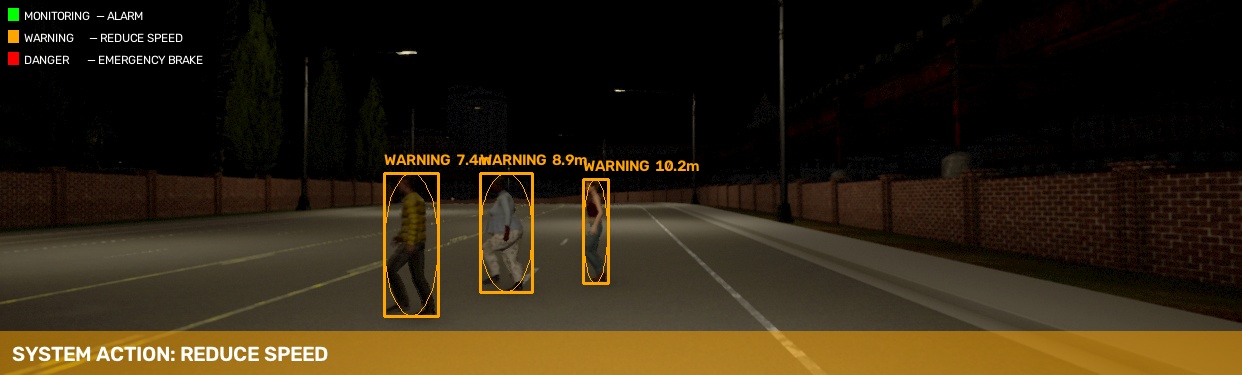 MONITORING – ALARM
WARNING – REDUCE SPEED
DANGER – EMERGENCY BRAKE
WARNING 7.4m
WARNING 8.9m
WARNING 10.2m
SYSTEM ACTION: REDUCE SPEED